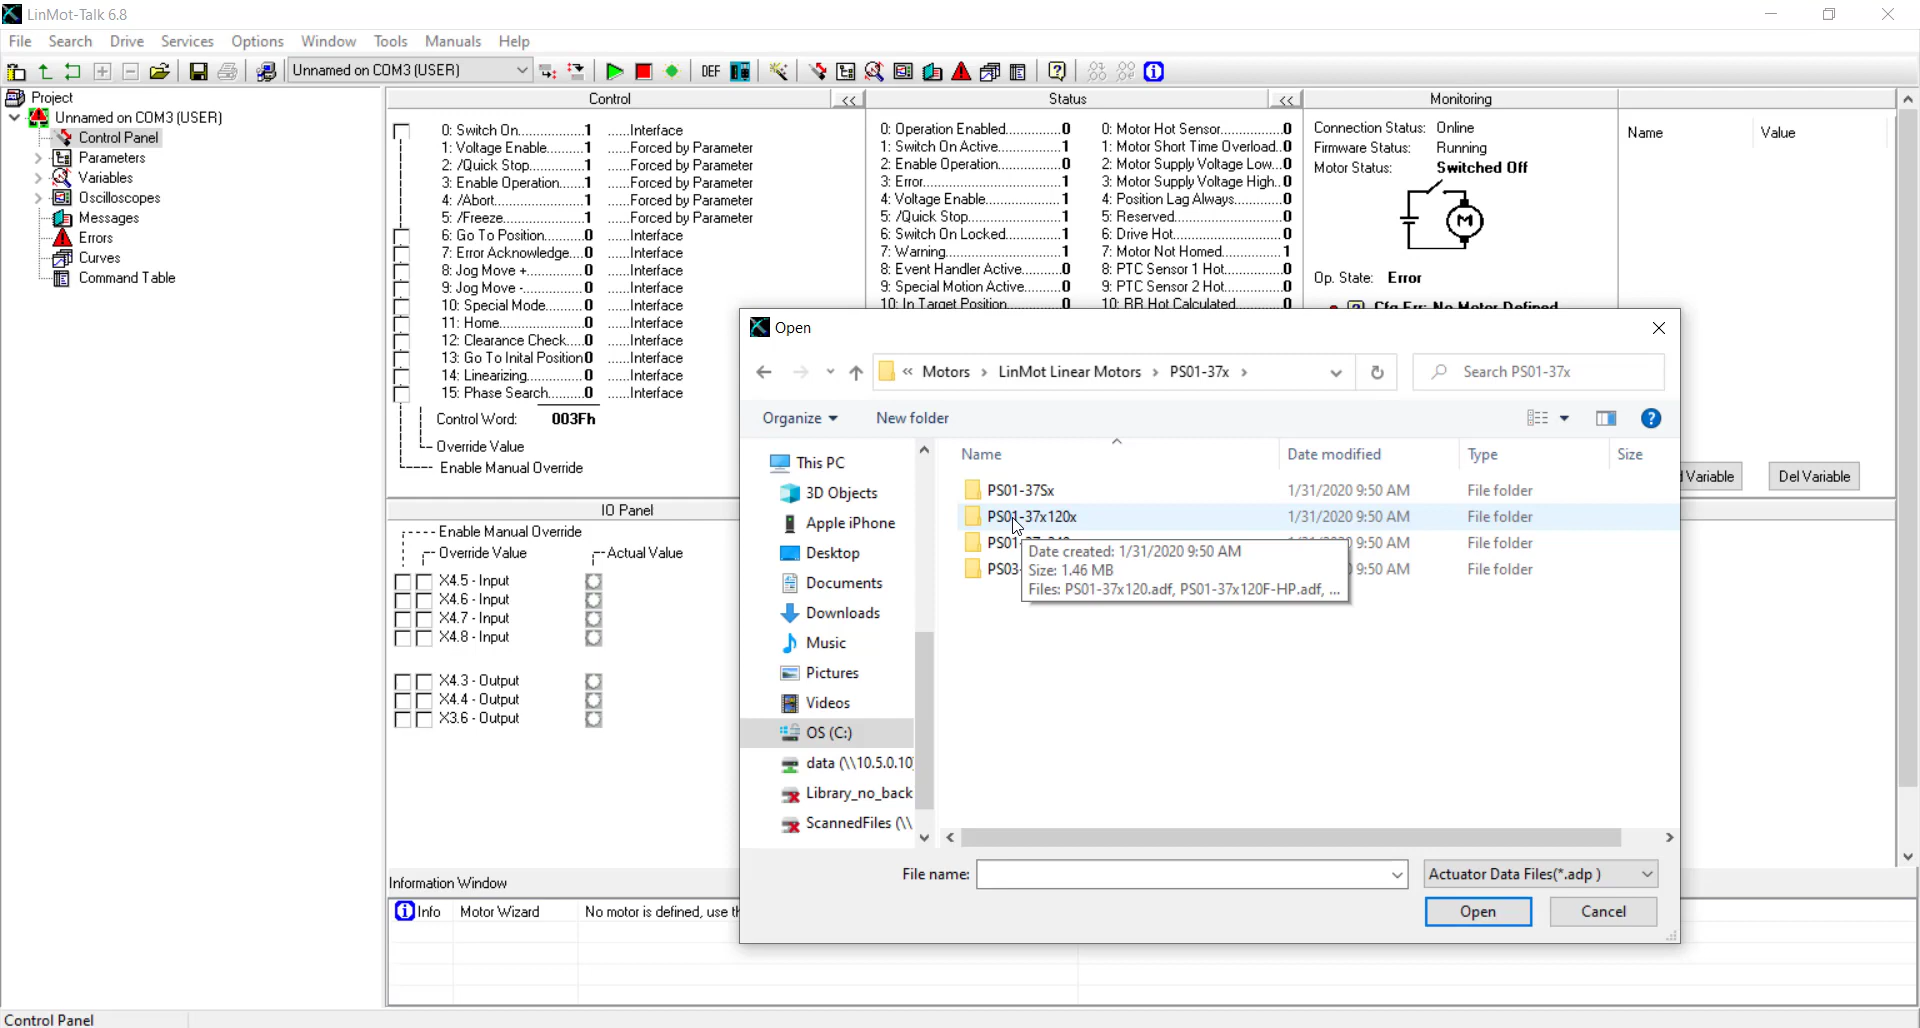 LinMot-Talk 6.8
File Search Drive Services Options Window Tools Manuals Help
Unnamed on COM3 (USER)
DEF
Project
Unnamed on COM3 (USER)
Control Panel
Parameters
Variables
Oscilloscopes
Messages
Errors
Curves
Command Table
Control <<
0: Switch On................1 ......Interface
1: Voltage Enable.........1 ......Forced by Parameter
2: /Quick Stop..............1 ......Forced by Parameter
3: Enable Operation.......1 ......Forced by Parameter
4: /Abort.....................1 ......Forced by Parameter
5: /Freeze...................1 ......Forced by Parameter
6: Go To Position..........0 ......Interface
7: Error Acknowledge....0 ......Interface
8: Jog Move +.............0 ......Interface
9: Jog Move -..............0 ......Interface
10: Special Mode..........0 ......Interface
11: Home....................0 ......Interface
12: Clearance Check.....0 ......Interface
13: Go To Inital Position0 ......Interface
14: Linearizing..............0 ......Interface
15: Phase Search.........0 ......Interface
Control Word: 003Fh
Override Value
Enable Manual Override
Status <<
0: Operation Enabled.............0
1: Switch On Active...............1
2: Enable Operation...............0
3: Error................................1
4: Voltage Enable.................1
5: /Quick Stop......................1
6: Switch On Locked.............1
7: Warning...........................1
8: Event Handler Active.........0
9: Special Motion Active.........0
10: In Target Position.............0
0: Motor Hot Sensor..............0
1: Motor Short Time Overload..0
2: Motor Supply Voltage Low...0
3: Motor Supply Voltage High..0
4: Position Lag Always...........0
5: Reserved.........................0
6: Drive Hot..........................0
7: Motor Not Homed..............1
8: PTC Sensor 1 Hot..............0
9: PTC Sensor 2 Hot..............0
10: RR Hot Calculated............0
Monitoring
Connection Status: Online
Firmware Status: Running
Motor Status: Switched Off
M
Op. State: Error
Cfg Err: No Motor Defined
Name Value
Variable Del Variable
IO Panel
Enable Manual Override
Override Value Actual Value
X4.5 - Input
X4.6 - Input
X4.7 - Input
X4.8 - Input
X4.3 - Output
X4.4 - Output
X3.6 - Output
Information Window
Info Motor Wizard No motor is defined, use
Control Panel
Open
« Motors › LinMot Linear Motors › PS01-37x ›
Search PS01-37x
Organize New folder
This PC
3D Objects
Apple iPhone
Desktop
Documents
Downloads
Music
Pictures
Videos
OS (C:)
data (\\10.5.0.10
Library_no_back
ScannedFiles (\\
Name Date modified Type Size
PS01-37Sx 1/31/2020 9:50 AM File folder
PS01-37x120x 1/31/2020 9:50 AM File folder
PS01 9:50 AM File folder
PS03- 9:50 AM File folder
Date created: 1/31/2020 9:50 AM
Size: 1.46 MB
Files: PS01-37x120.adf, PS01-37x120F-HP.adf, ...
File name: Actuator Data Files(*.adp )
Open Cancel